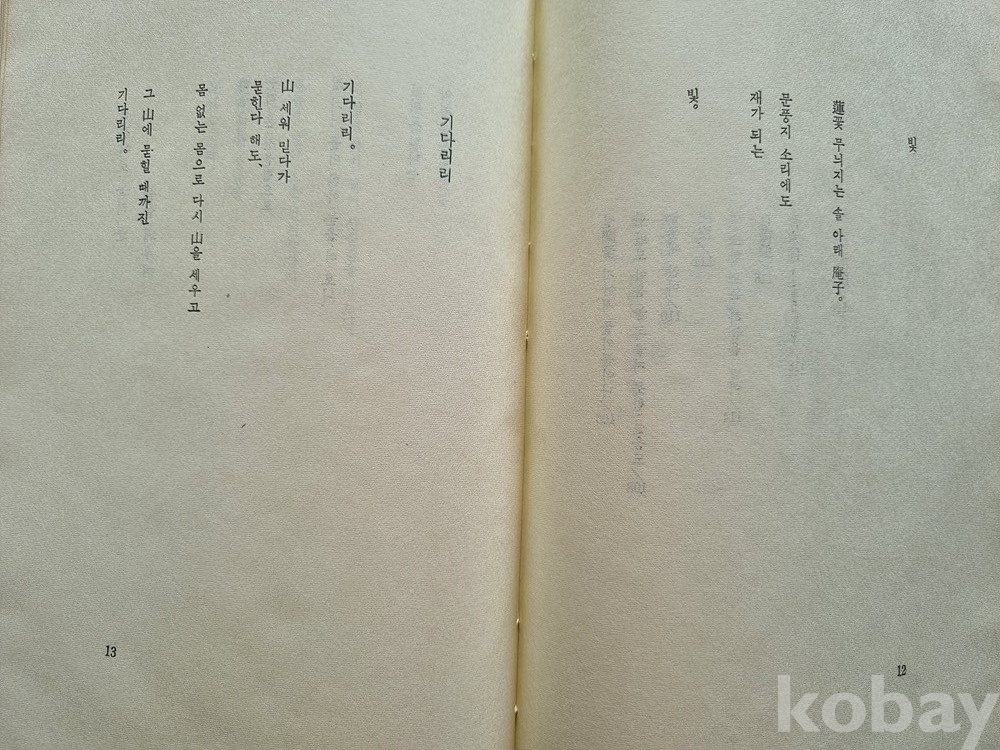 빛
蓮꽃 무늬지는 솔 아래 庵子。
문풍지 소리에도
재가 되는
빛。
12
기다리리
기다리리。
山 세워 믿다가
묻힌다 해도、
몸 없는 몸으로 다시 山을 세우고
그 山에 묻힐 때까진
기다리리。
13
kobay